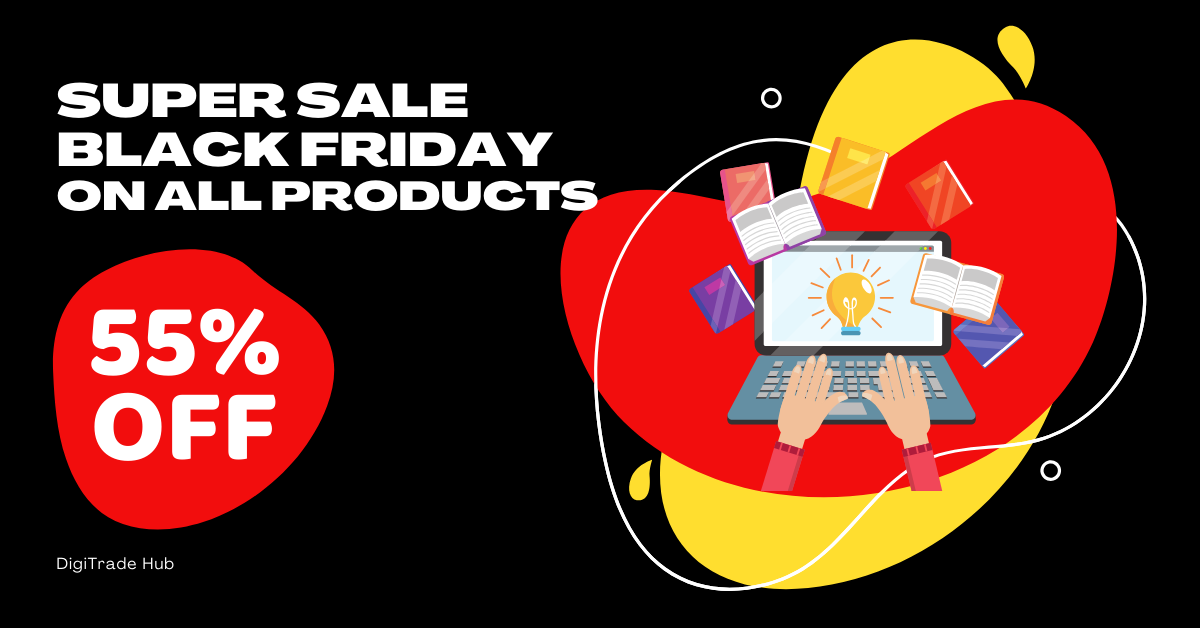 SUPER SALE
BLACK FRIDAY
ON ALL PRODUCTS
55%
OFF
DigiTrade Hub